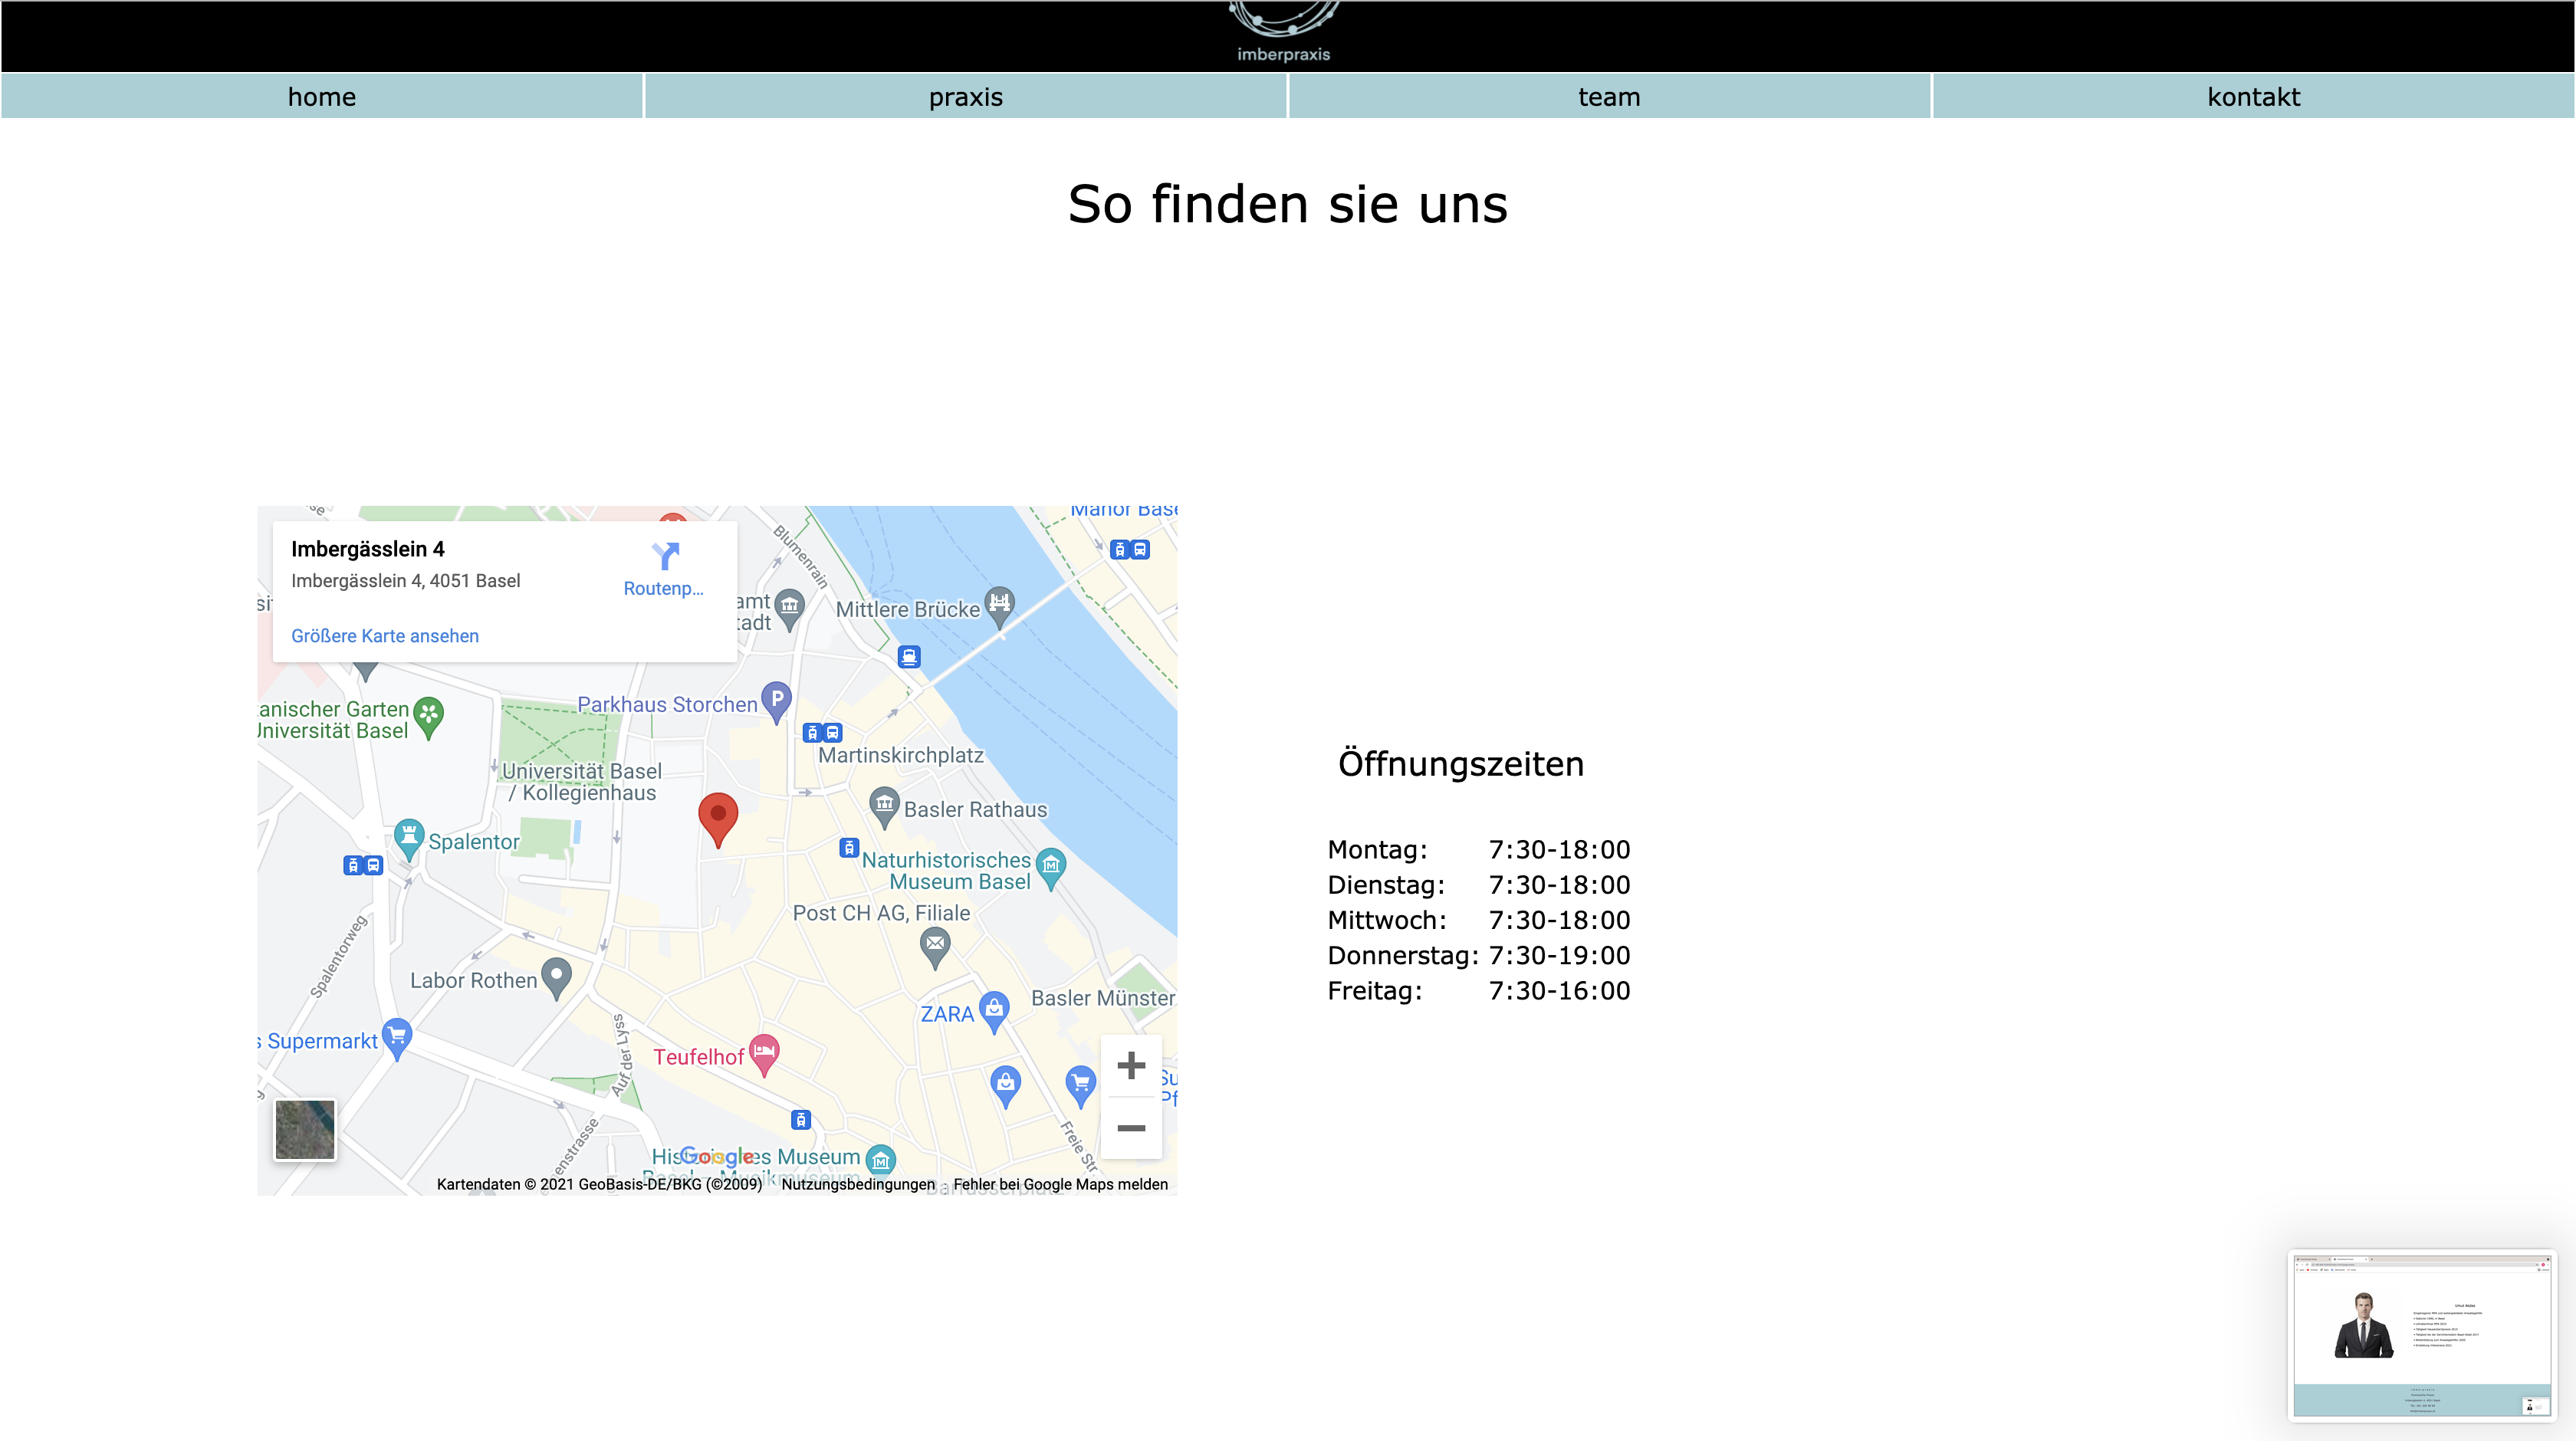 imberpraxis
home
praxis
team
kontakt
So finden sie uns
Manor
Imbergässlein 4
Imbergässlein 4, 4051 Basel
Routenp...
Größere Karte ansehen
Blumenrain
Mittlere Brücke
Parkhaus Storchen
anischer Garten
Universität Basel
Martinskirchplatz
Universität Basel
/ Kollegienhaus
Basler Rathaus
Spalentor
Naturhistorisches
Museum Basel
Post CH AG, Filiale
Spalentorweg
Labor Rothen
Basler Münster
ZARA
Supermarkt
Auf der Lyss
Teufelhof
Freie Str
enstrasse
Google
Museum
Kartendaten © 2021 GeoBasis-DE/BKG (©2009)
Nutzungsbedingungen
Fehler bei Google Maps melden
Öffnungszeiten
Montag: 7:30-18:00
Dienstag: 7:30-18:00
Mittwoch: 7:30-18:00
Donnerstag: 7:30-19:00
Freitag: 7:30-16:00